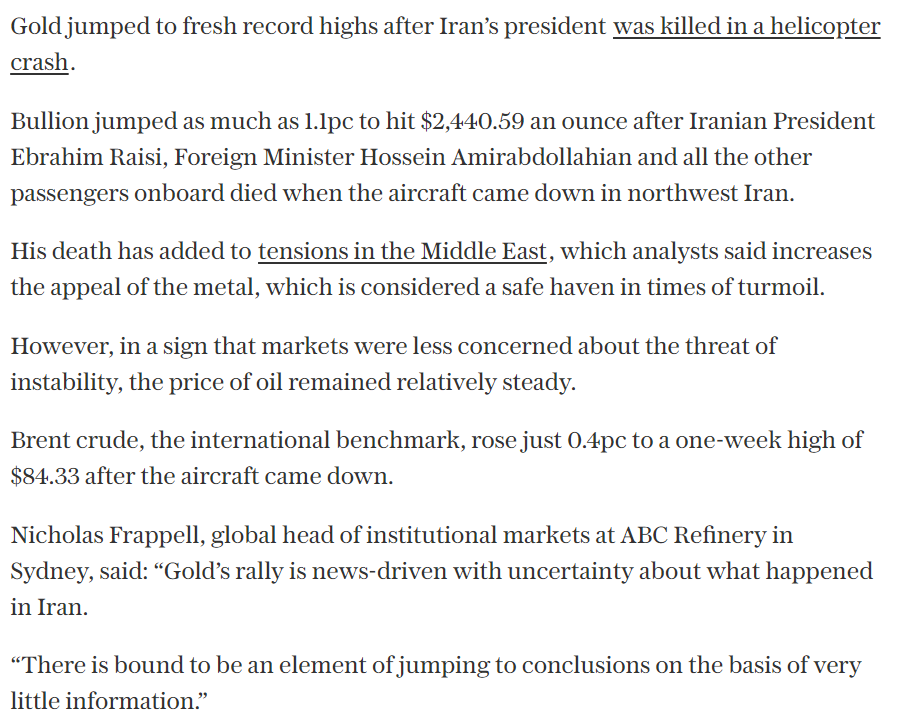 Gold jumped to fresh record highs after Iran’s president was killed in a helicopter
crash.
Bullion jumped as much as 1.1pc to hit $2,440.59 an ounce after Iranian President
Ebrahim Raisi, Foreign Minister Hossein Amirabdollahian and all the other
passengers onboard died when the aircraft came down in northwest Iran.
His death has added to tensions in the Middle East, which analysts said increases
the appeal of the metal, which is considered a safe haven in times of turmoil.
However, in a sign that markets were less concerned about the threat of
instability, the price of oil remained relatively steady.
Brent crude, the international benchmark, rose just 0.4pc to a one-week high of
$84.33 after the aircraft came down.
Nicholas Frappell, global head of institutional markets at ABC Refinery in
Sydney, said: “Gold’s rally is news-driven with uncertainty about what happened
in Iran.
“There is bound to be an element of jumping to conclusions on the basis of very
little information.”